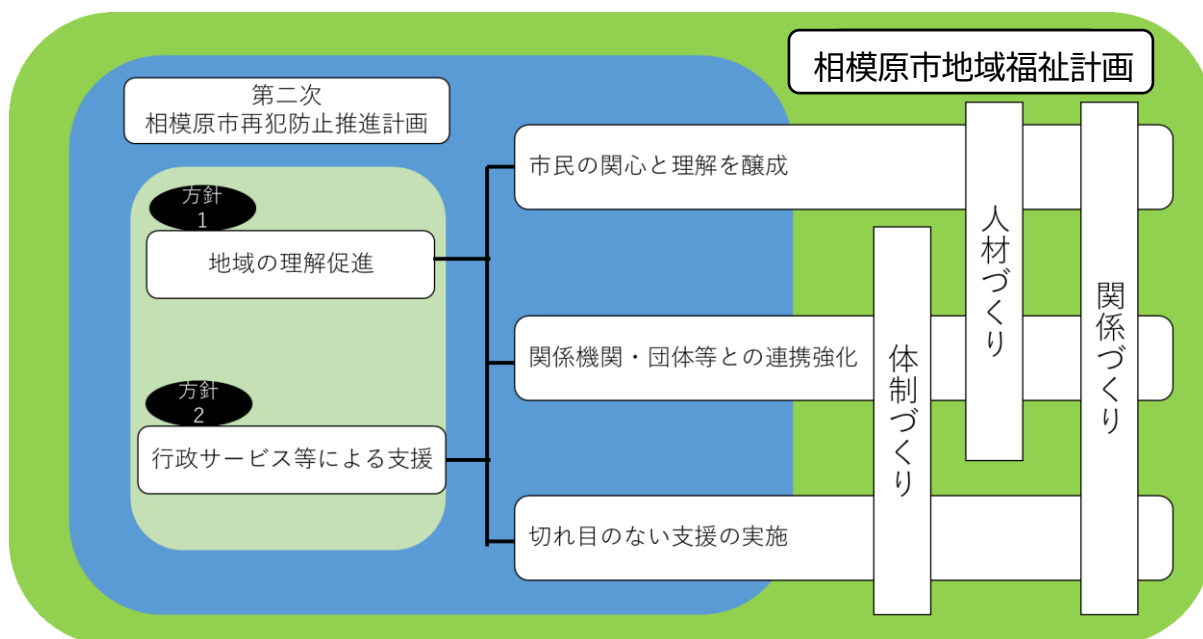 相模原市地域福祉計画
第二次
相模原市再犯防止推進計画
方針
1
地域の理解促進
方針
2
行政サービス等による支援
市民の関心と理解を醸成
関係機関・団体等との連携強化
切れ目のない支援の実施
体制づくり
人材づくり
関係づくり